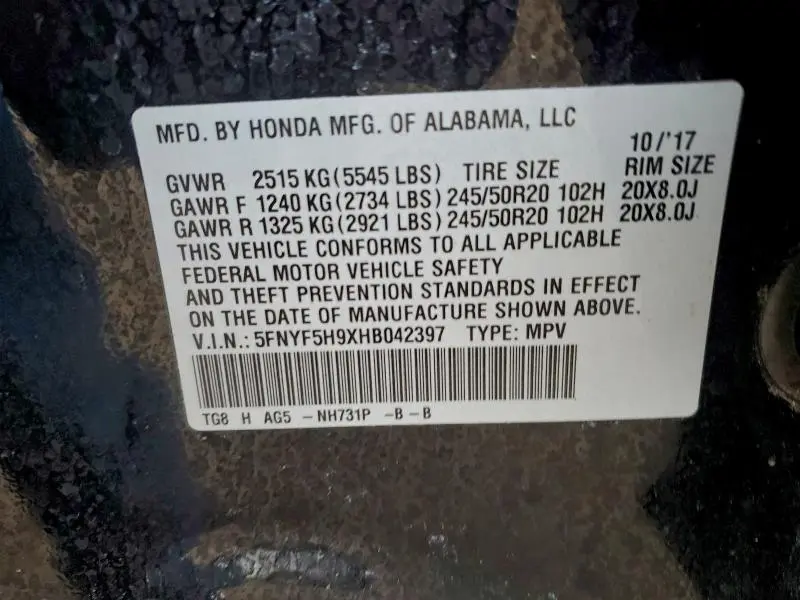 MFD. BY HONDA MFG. OF ALABAMA, LLC
10/'17
GVWR 2515 KG(5545 LBS) TIRE SIZE RIM SIZE
GAWR F 1240 KG(2734 LBS) 245/50R20 102H 20X8.0J
GAWR R 1325 KG(2921 LBS) 245/50R20 102H 20X8.0J
THIS VEHICLE CONFORMS TO ALL APPLICABLE
FEDERAL MOTOR VEHICLE SAFETY
AND THEFT PREVENTION STANDARDS IN EFFECT
ON THE DATE OF MANUFACTURE SHOWN ABOVE.
V.I.N.: 5FNYF5H9XHB042397 TYPE: MPV
TG8 H AG5 -NH731P -B-B